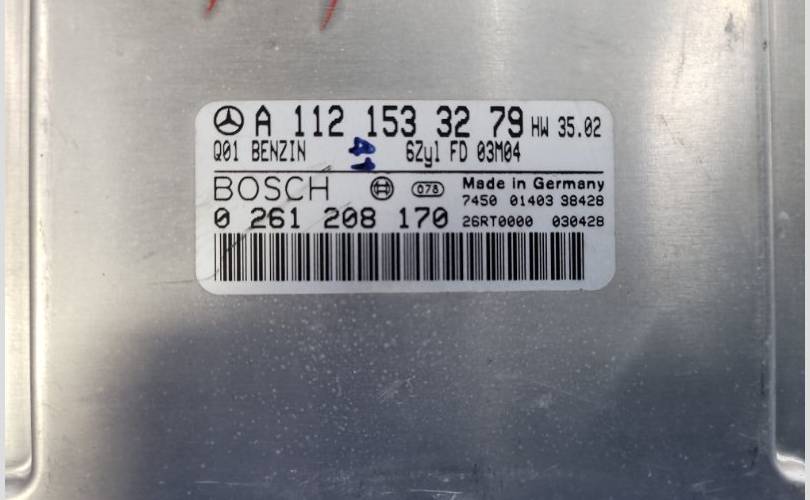 A 112 153 32 79 HW 35.02
Q01 BENZIN 6Zyl FD 03M04
BOSCH 078 Made in Germany
7450 01403 98428
0 261 208 170 26RT0000 030428